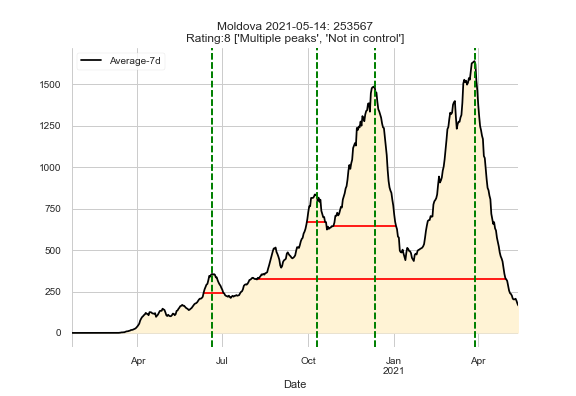 Moldova 2021-05-14: 253567
Rating:8 ['Multiple peaks', 'Not in control']
Average-7d
1500
1250
1000
750
500
250
0
Apr
Jul
Oct
Jan
2021
Apr
Date